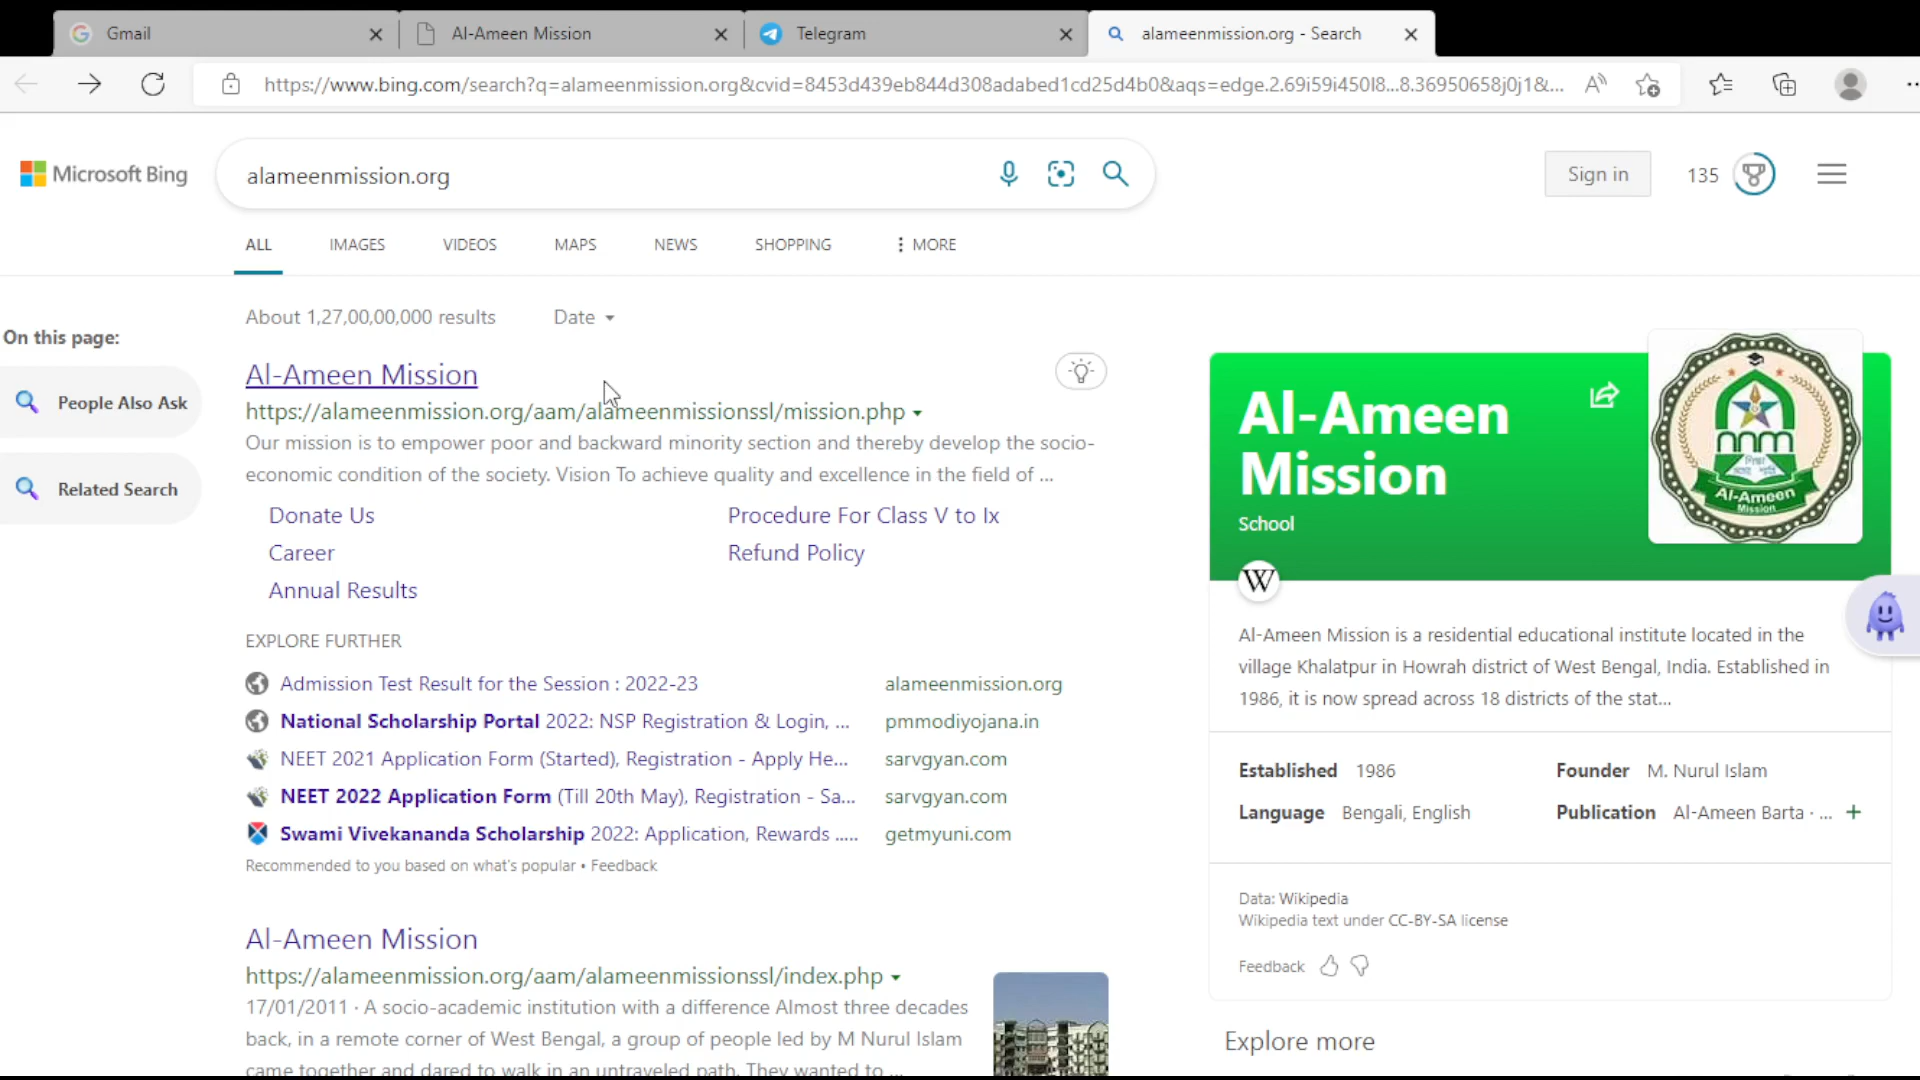 Gmail
Al-Ameen Mission
Telegram
alameenmission.org - Search
https://www.bing.com/search?q=alameenmission.org&cvid=8453d439eb844d308adabed1cd25d4b0&aqs=edge.2.69i59i450l8...8.36950658j0j1&...
Microsoft Bing
alameenmission.org
Sign in
135
ALL
IMAGES
VIDEOS
MAPS
NEWS
SHOPPING
MORE
About 1,27,00,00,000 results
Date
On this page:
People Also Ask
Related Search
Al-Ameen Mission
https://alameenmission.org/aam/alameenmissionssl/mission.php
Our mission is to empower poor and backward minority section and thereby develop the socio-
economic condition of the society. Vision To achieve quality and excellence in the field of ...
Donate Us
Procedure For Class V to Ix
Career
Refund Policy
Annual Results
EXPLORE FURTHER
Admission Test Result for the Session : 2022-23 alameenmission.org
National Scholarship Portal 2022: NSP Registration & Login, ... pmmodiyojana.in
NEET 2021 Application Form (Started), Registration - Apply He... sarvgyan.com
NEET 2022 Application Form (Till 20th May), Registration - Sa... sarvgyan.com
Swami Vivekananda Scholarship 2022: Application, Rewards ..... getmyuni.com
Recommended to you based on what's popular • Feedback
Al-Ameen Mission
https://alameenmission.org/aam/alameenmissionssl/index.php
17/01/2011 · A socio-academic institution with a difference Almost three decades
back, in a remote corner of West Bengal, a group of people led by M Nurul Islam
came together and dared to walk in an untraveled path. They wanted to ...
Al-Ameen
Mission
School
Al-Ameen
Mission
W
Al-Ameen Mission is a residential educational institute located in the
village Khalatpur in Howrah district of West Bengal, India. Established in
1986, it is now spread across 18 districts of the stat...
Established 1986
Founder M. Nurul Islam
Language Bengali, English
Publication Al-Ameen Barta · ...
Data: Wikipedia
Wikipedia text under CC-BY-SA license
Feedback
Explore more